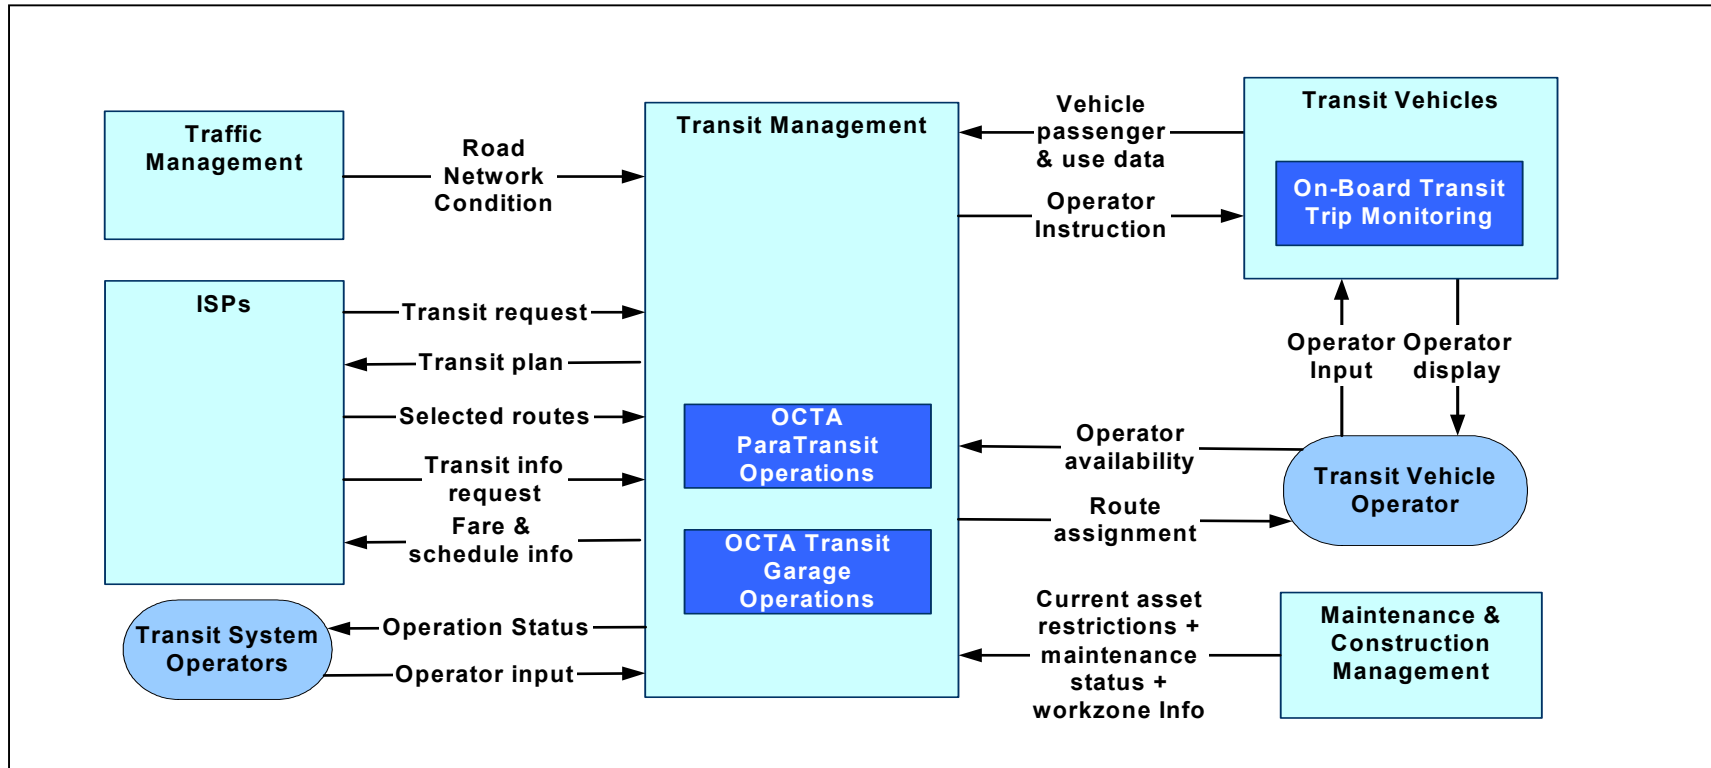 Traffic
Management
Road
Network
Condition
ISPs
Transit request
Transit plan
Selected routes
Transit info
request
Fare &
schedule info
Transit System
Operators
Operation Status
Operator input
Transit Management
OCTA
ParaTransit
Operations
OCTA Transit
Garage
Operations
Vehicle
passenger
& use data
Operator
Instruction
Transit Vehicles
On-Board Transit
Trip Monitoring
Operator
Input
Operator
display
Operator
availability
Route
assignment
Transit Vehicle
Operator
Current asset
restrictions +
maintenance
status +
workzone Info
Maintenance &
Construction
Management